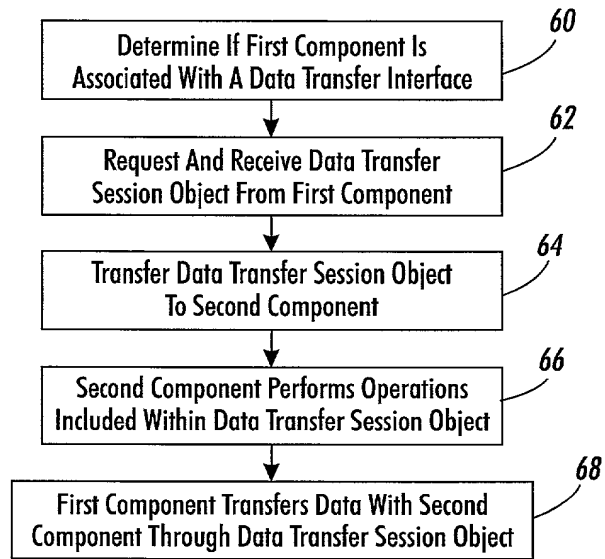 60
Determine If First Component Is
Associated With A Data Transfer Interface
62
Request And Receive Data Transfer
Session Object From First Component
64
Transfer Data Transfer Session Object
To Second Component
66
Second Component Performs Operations
Included Within Data Transfer Session Object
68
First Component Transfers Data With Second
Component Through Data Transfer Session Object